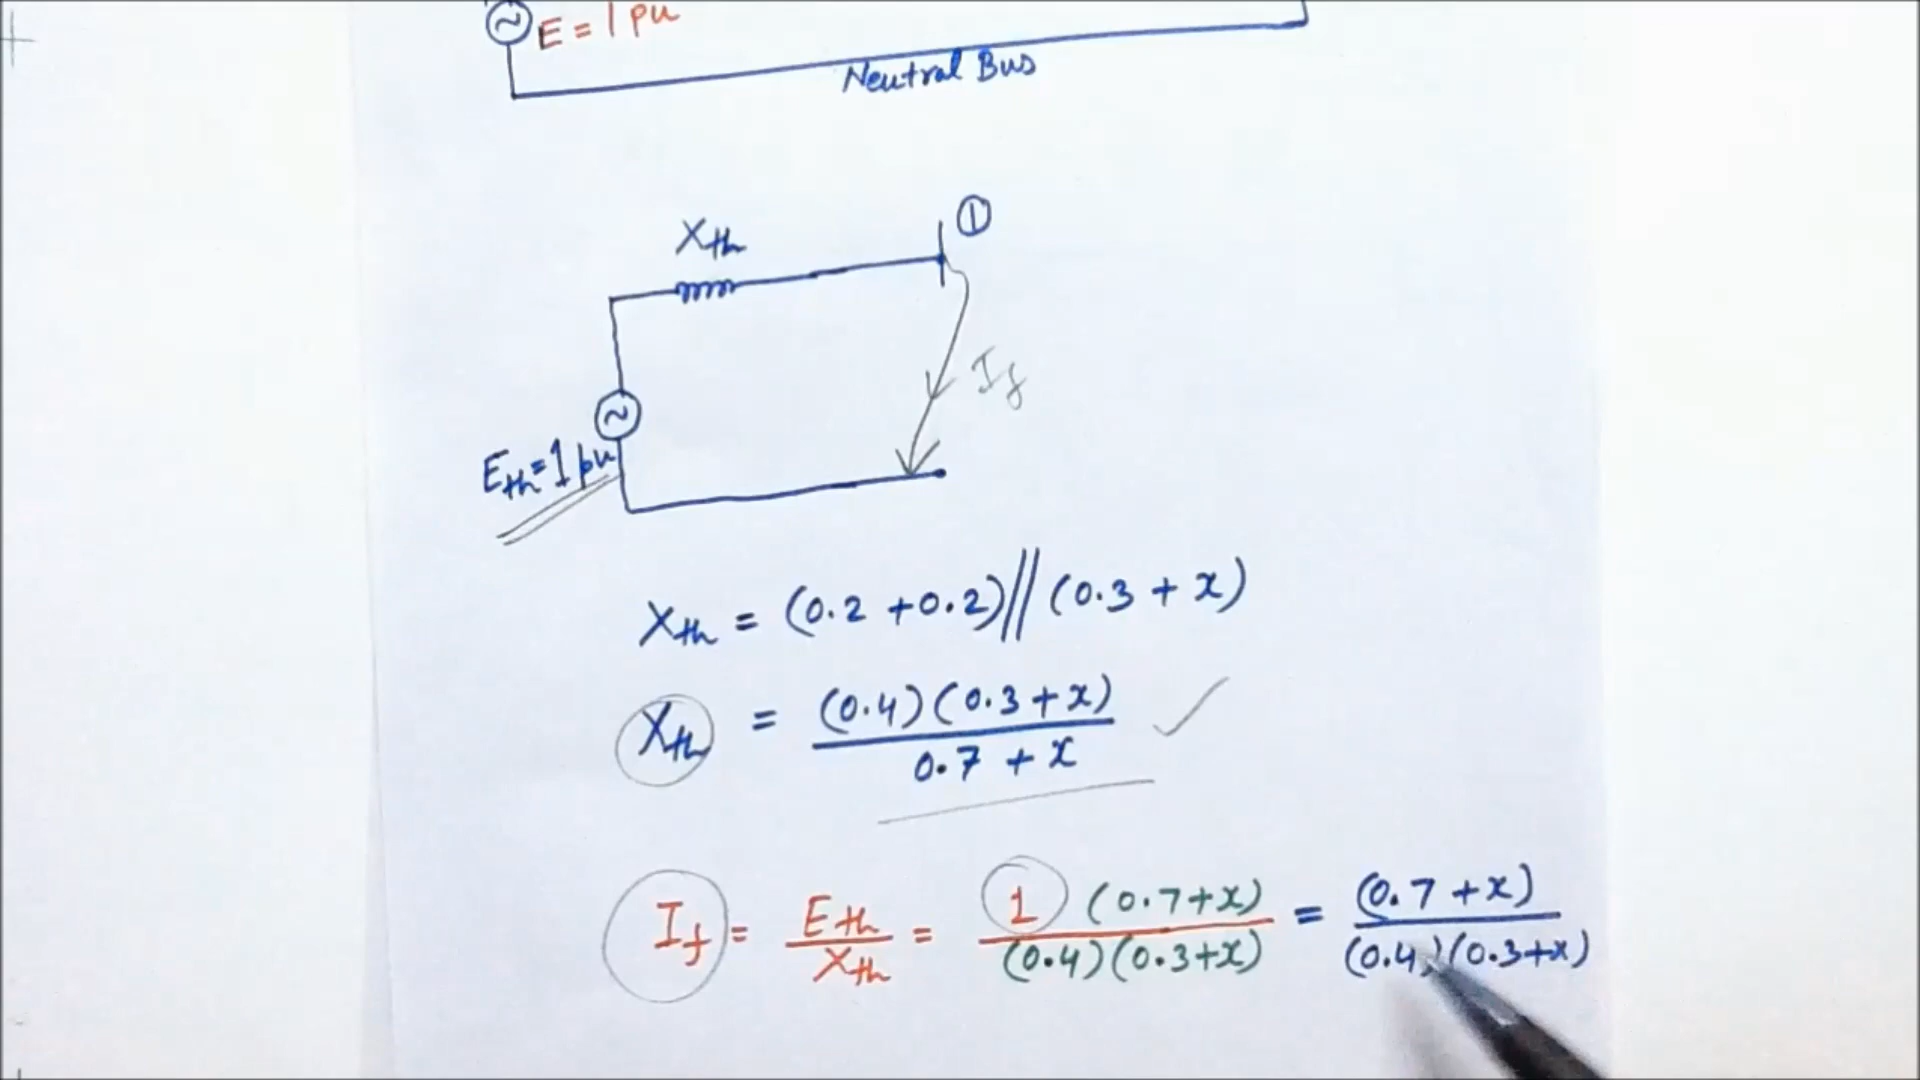 E = 1 pu
Neutral Bus
①
Xth
If
Eth = 1 pu
Xth = (0.2 + 0.2) // (0.3 + x)
Xth = (0.4)(0.3 + x) / 0.7 + x
If = Eth / Xth = 1 (0.7+x) / (0.4)(0.3+x) = (0.7 + x) / (0.4)(0.3+x)